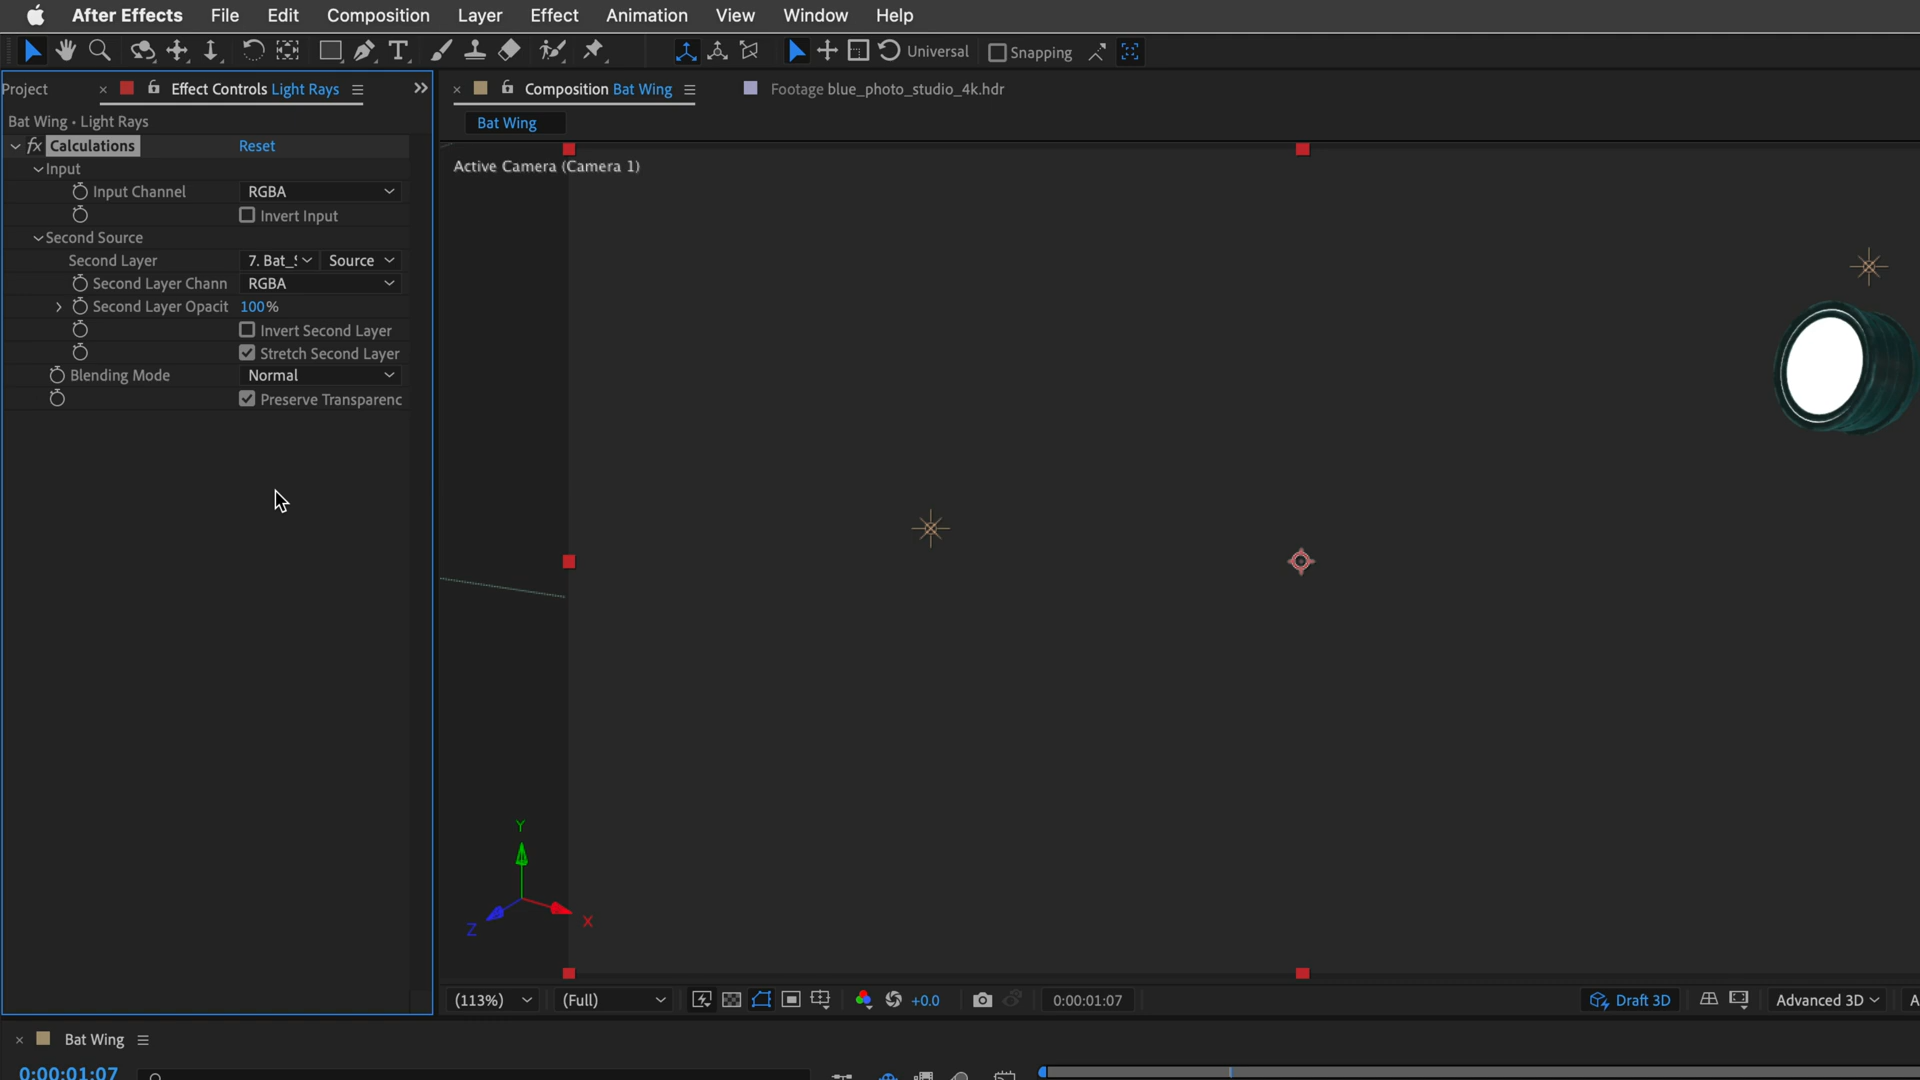 After Effects File Edit Composition Layer Effect Animation View Window Help
Universal Snapping
Project Effect Controls Light Rays Composition Bat Wing Footage blue_photo_studio_4k.hdr
Bat Wing • Light Rays
Bat Wing
fx Calculations Reset
Active Camera (Camera 1)
Input
Input Channel RGBA
Invert Input
Second Source
Second Layer 7. Bat_ Source
Second Layer Chann RGBA
Second Layer Opacit 100%
Invert Second Layer
Stretch Second Layer
Blending Mode Normal
Preserve Transparenc
Y
X
Z
(113%) (Full) +0.0 0:00:01:07 Draft 3D Advanced 3D A
Bat Wing
0:00:01:07